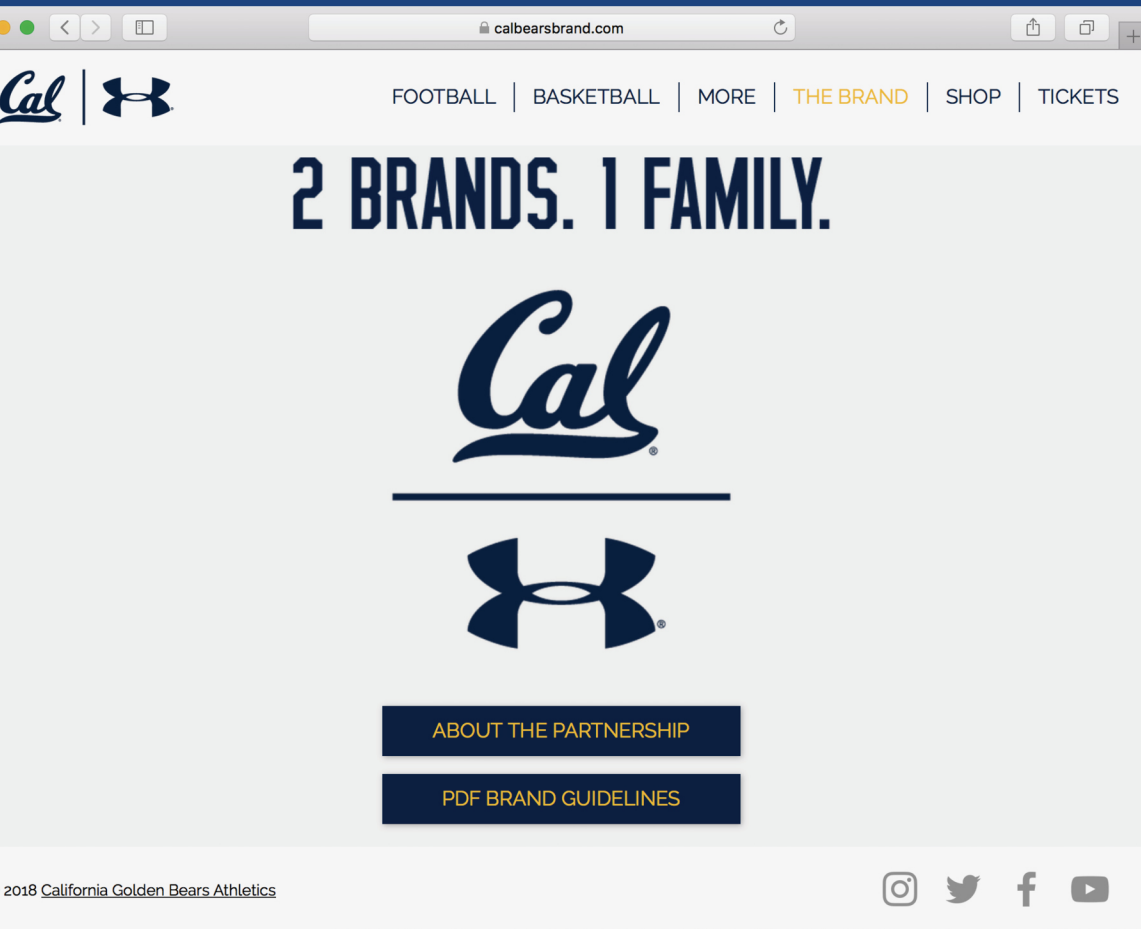 calbearsbrand.com
Cal
FOOTBALL BASKETBALL MORE THE BRAND SHOP TICKETS
2 BRANDS. 1 FAMILY.
Cal
®
®
ABOUT THE PARTNERSHIP
PDF BRAND GUIDELINES
2018 California Golden Bears Athletics